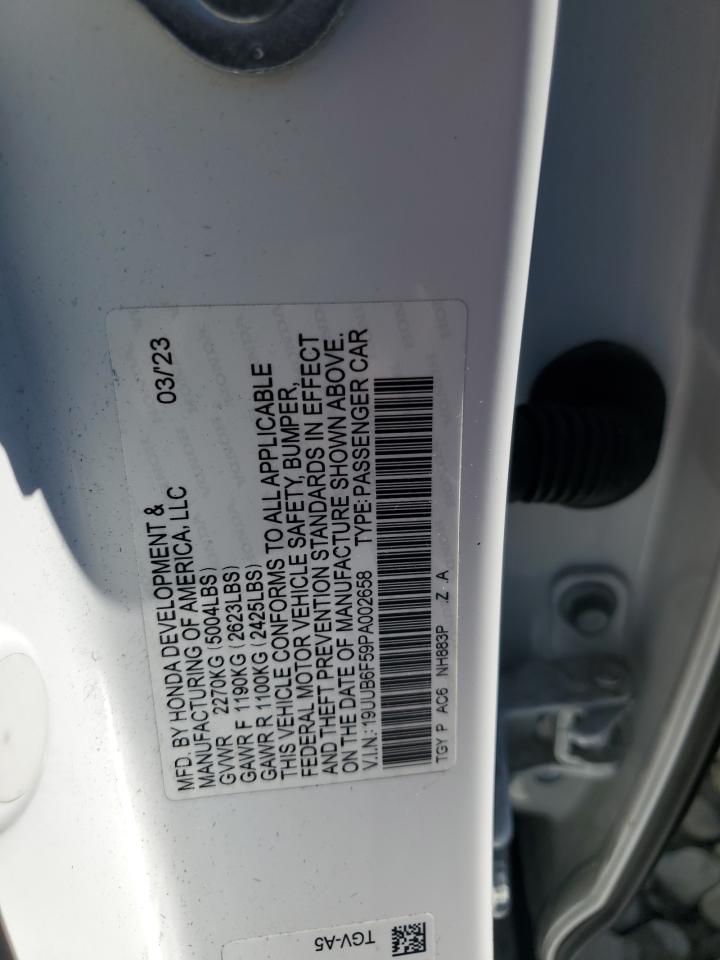 MFD. BY HONDA DEVELOPMENT & 03/'23
MANUFACTURING OF AMERICA, LLC
GVWR 2270KG (5004LBS)
GAWR F 1190KG (2623LBS)
GAWR R 1100KG (2425LBS)
THIS VEHICLE CONFORMS TO ALL APPLICABLE
FEDERAL MOTOR VEHICLE SAFETY, BUMPER,
AND THEFT PREVENTION STANDARDS IN EFFECT
ON THE DATE OF MANUFACTURE SHOWN ABOVE.
V.I.N.: 19UUB6F59PA002658 TYPE: PASSENGER CAR
TGY P AC6 NH883P Z A
TGV-A5